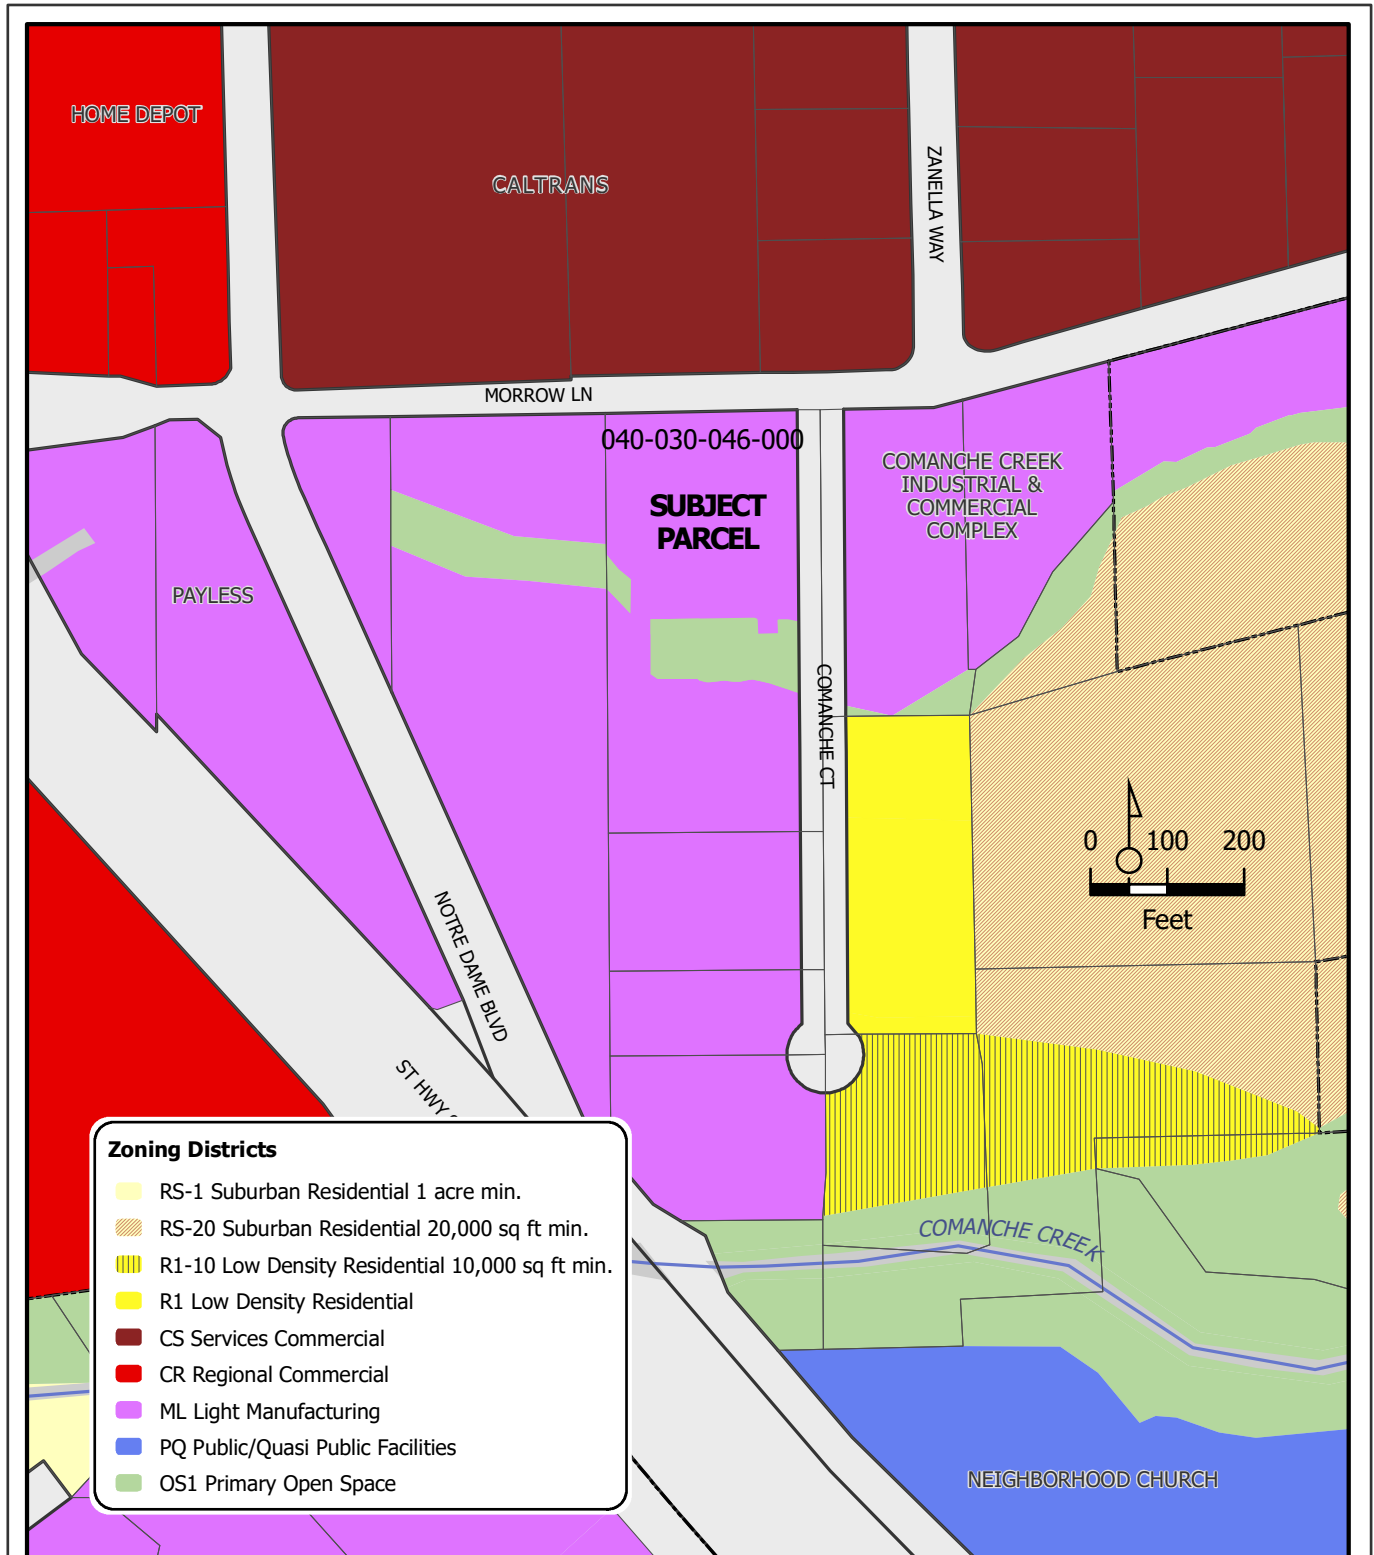 HOME DEPOT
CALTRANS
ZANELLA WAY
MORROW LN
040-030-046-000
SUBJECT
PARCEL
COMANCHE CREEK
INDUSTRIAL &
COMMERCIAL
COMPLEX
PAYLESS
COMANCHE CT
0 100 200
Feet
NOTRE DAME BLVD
ST HWY
Zoning Districts
RS-1 Suburban Residential 1 acre min.
RS-20 Suburban Residential 20,000 sq ft min.
R1-10 Low Density Residential 10,000 sq ft min.
R1 Low Density Residential
CS Services Commercial
CR Regional Commercial
ML Light Manufacturing
PQ Public/Quasi Public Facilities
OS1 Primary Open Space
COMANCHE CREEK
NEIGHBORHOOD CHURCH